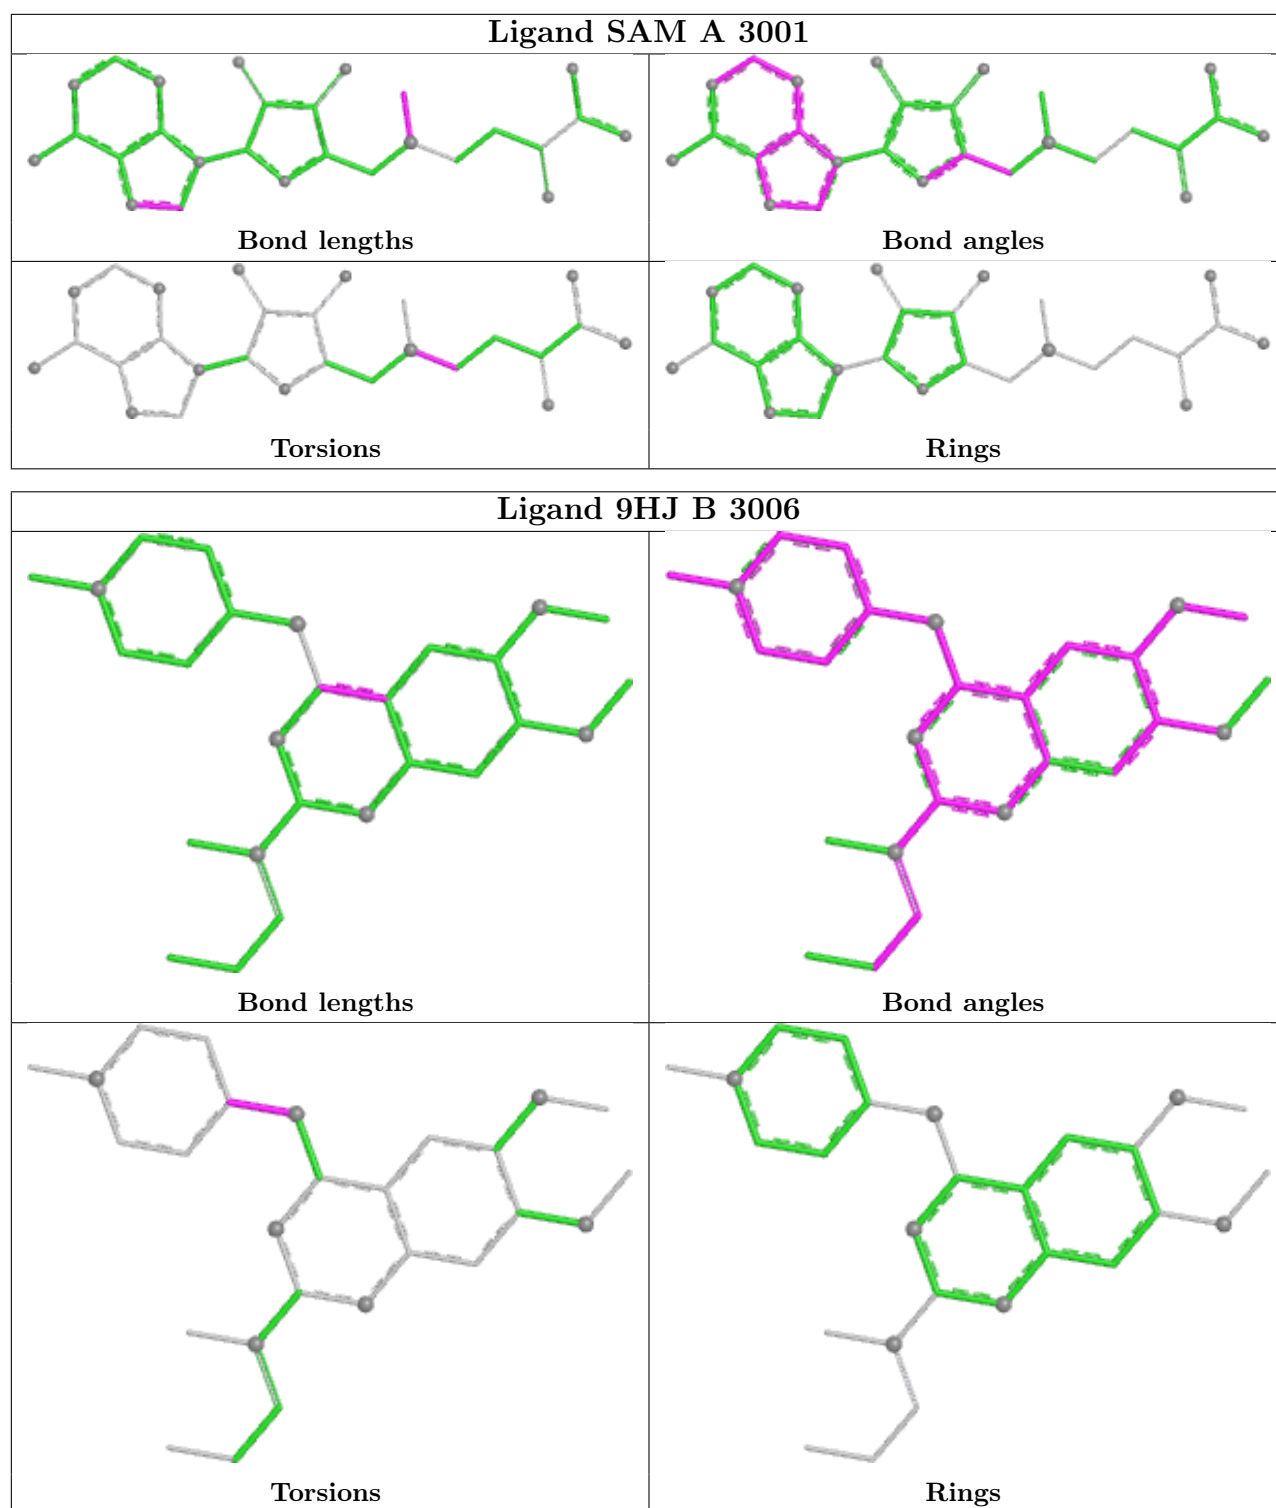 Ligand SAM A 3001
Bond lengths
Bond angles
Torsions
Rings
Ligand 9HJ B 3006
Bond lengths
Bond angles
Torsions
Rings